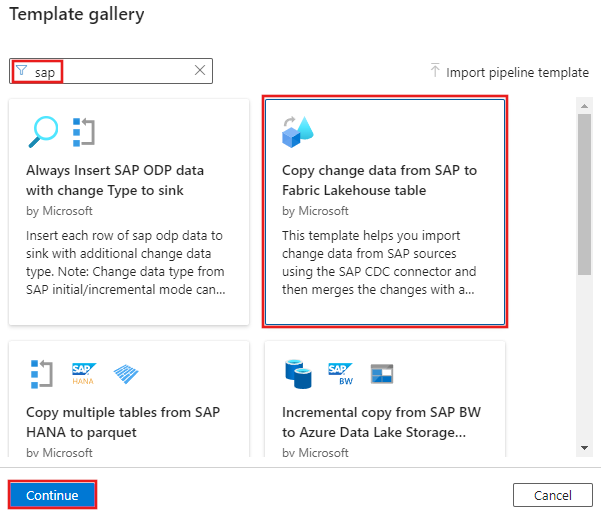 Template gallery
sap
Import pipeline template
Always Insert SAP ODP data
with change Type to sink
by Microsoft
Insert each row of sap odp data to
sink with additional change data
type. Note: Change data type from
SAP initial/incremental mode can...
Copy change data from SAP to
Fabric Lakehouse table
by Microsoft
This template helps you import
change data from SAP sources
using the SAP CDC connector and
then merges the changes with a...
SAP
HANA
Copy multiple tables from SAP
HANA to parquet
by Microsoft
SAP
BW
Incremental copy from SAP BW
to Azure Data Lake Storage...
by Microsoft
Continue
Cancel